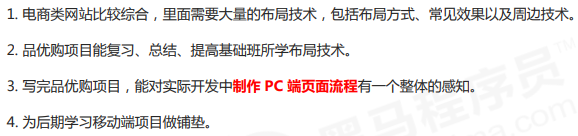 1. 电商类网站比较综合，里面需要大量的布局技术，包括布局方式、常见效果以及周边技术。
2. 品优购项目能复习、总结、提高基础班所学布局技术。
3. 写完品优购项目，能对实际开发中制作 PC 端页面流程有一个整体的感知。
4. 为后期学习移动端项目做铺垫。
黑马程序员